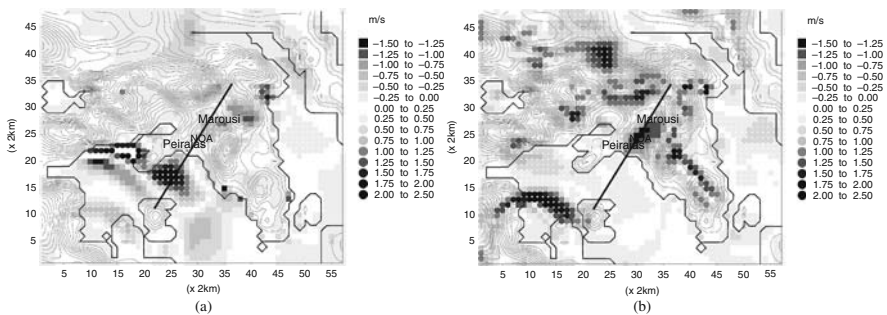 m/s
45
40
35
30
25
20
15
10
5
(x 2km)
Marousi
NOA
Peiraias
5 10 15 20 25 30 35 40 45 50 55
(x 2km)
−1.50 to −1.25
−1.25 to −1.00
−1.00 to −0.75
−0.75 to −0.50
−0.50 to −0.25
−0.25 to 0.00
0.00 to 0.25
0.25 to 0.50
0.50 to 0.75
0.75 to 1.00
1.00 to 1.25
1.25 to 1.50
1.50 to 1.75
1.75 to 2.00
2.00 to 2.50
(a)
m/s
45
40
35
30
25
20
15
10
5
(x 2km)
Marousi
NOA
Peiraias
5 10 15 20 25 30 35 40 45 50 55
(x 2km)
−1.50 to −1.25
−1.25 to −1.00
−1.00 to −0.75
−0.75 to −0.50
−0.50 to −0.25
−0.25 to 0.00
0.00 to 0.25
0.25 to 0.50
0.50 to 0.75
0.75 to 1.00
1.00 to 1.25
1.25 to 1.50
1.50 to 1.75
1.75 to 2.00
2.00 to 2.50
(b)